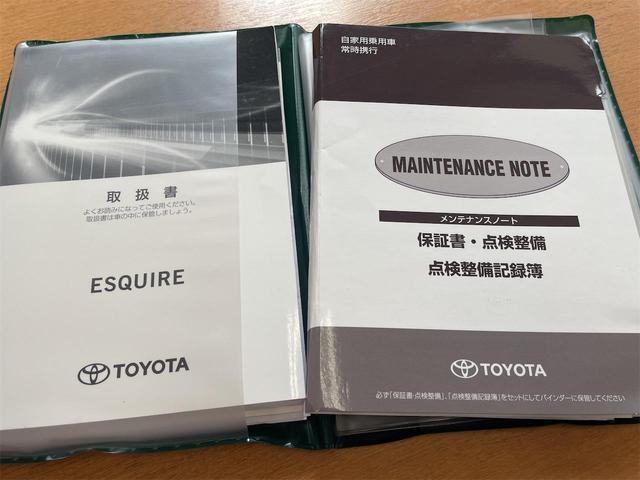 取扱書
よくお読みになってご使用ください。
取扱書は車の中に保管しましょう。
ESQUIRE
TOYOTA
自家用乗用車
常時携行
MAINTENANCE NOTE
メンテナンスノート
保証書・点検整備
点検整備記録簿
TOYOTA
必ず「保証書・点検整備」、「点検整備記録簿」をセットにしてバインダーに保管してください